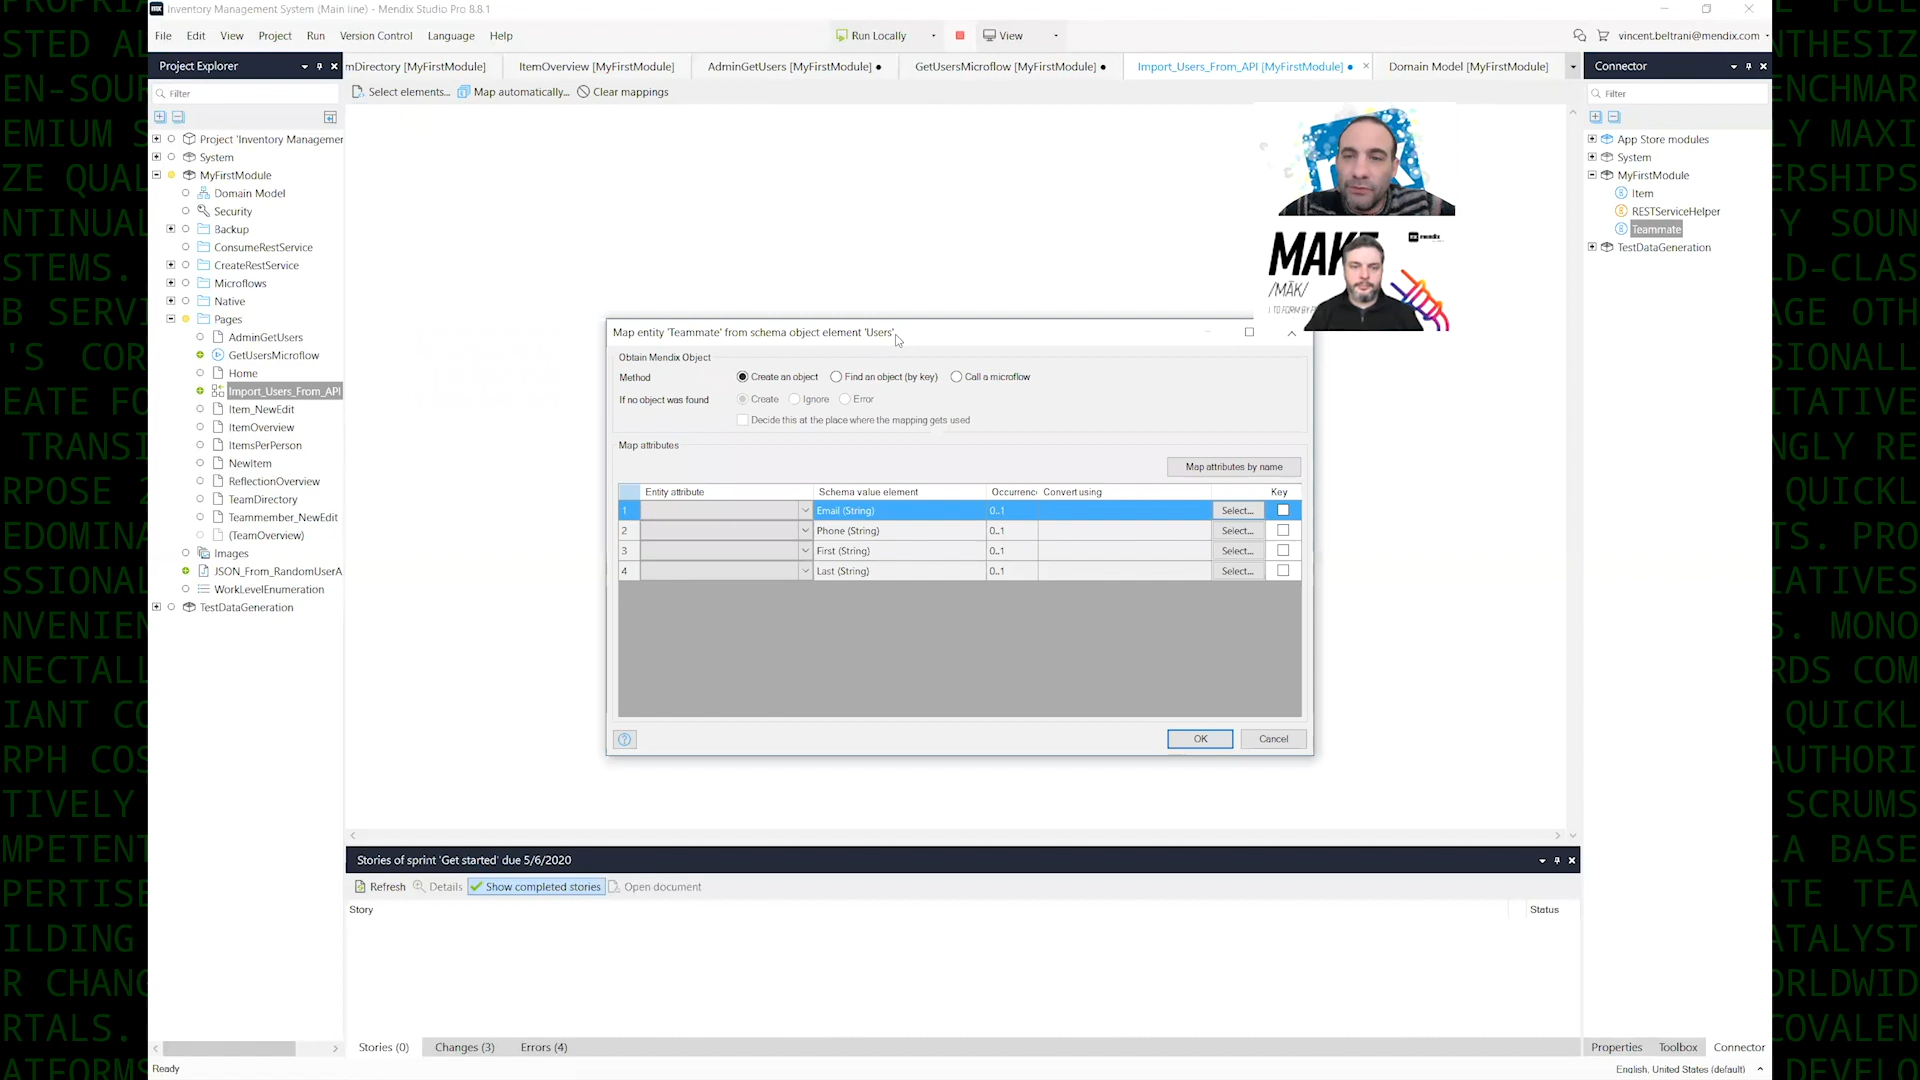 Inventory Management System (Main line) - Mendix Studio Pro 8.8.1
File Edit View Project Run Version Control Language Help
Run Locally
View
vincent.beltrani@mendix.com
Project Explorer
mDirectory [MyFirstModule]
ItemOverview [MyFirstModule]
AdminGetUsers [MyFirstModule]
GetUsersMicroflow [MyFirstModule]
Import_Users_From_API [MyFirstModule]
Domain Model [MyFirstModule]
Connector
Filter
Select elements...
Map automatically...
Clear mappings
Filter
Project 'Inventory Managemer
System
MyFirstModule
Domain Model
Security
Backup
ConsumeRestService
CreateRestService
Microflows
Native
Pages
AdminGetUsers
GetUsersMicroflow
Home
Import_Users_From_API
Item_NewEdit
ItemOverview
ItemsPerPerson
NewItem
ReflectionOverview
TeamDirectory
Teammember_NewEdit
(TeamOverview)
Images
JSON_From_RandomUserA
WorkLevelEnumeration
TestDataGeneration
App Store modules
System
MyFirstModule
Item
RESTServiceHelper
Teammate
TestDataGeneration
MAKE
mendix
/MĀK/
Map entity 'Teammate' from schema object element 'Users'
Obtain Mendix Object
Method
Create an object
Find an object (by key)
Call a microflow
If no object was found
Create
Ignore
Error
Decide this at the place where the mapping gets used
Map attributes
Map attributes by name
Entity attribute
Schema value element
Occurrenc
Convert using
Key
1 Email (String) 0..1 Select...
2 Phone (String) 0..1 Select...
3 First (String) 0..1 Select...
4 Last (String) 0..1 Select...
OK
Cancel
Stories of sprint 'Get started' due 5/6/2020
Refresh
Details
Show completed stories
Open document
Story
Status
Stories (0)
Changes (3)
Errors (4)
Properties
Toolbox
Connector
Ready
English, United States (default)